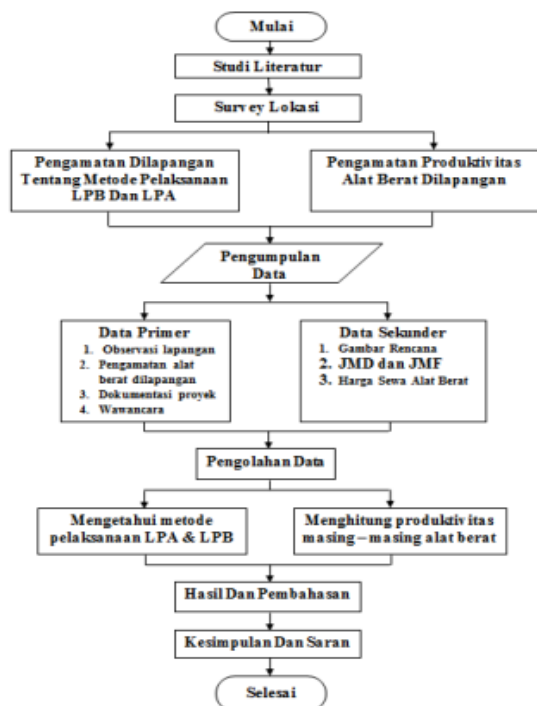 Mulai
Studi Literatur
Survey Lokasi
Pengamatan Dilapangan
Tentang Metode Pelaksanaan
LPB Dan LPA
Pengamatan Produktivitas
Alat Berat Dilapangan
Pengumpulan
Data
Data Primer
1. Observasi lapangan
2. Pengamatan alat
berat dilapangan
3. Dokumentasi proyek
4. Wawancara
Data Sekunder
1. Gambar Rencana
2. JMD dan JMF
3. Harga Sewa Alat Berat
Pengolahan Data
Mengetahui metode
pelaksanaan LPA & LPB
Menghitung produktivitas
masing – masing alat berat
Hasil Dan Pembahasan
Kesimpulan Dan Saran
Selesai